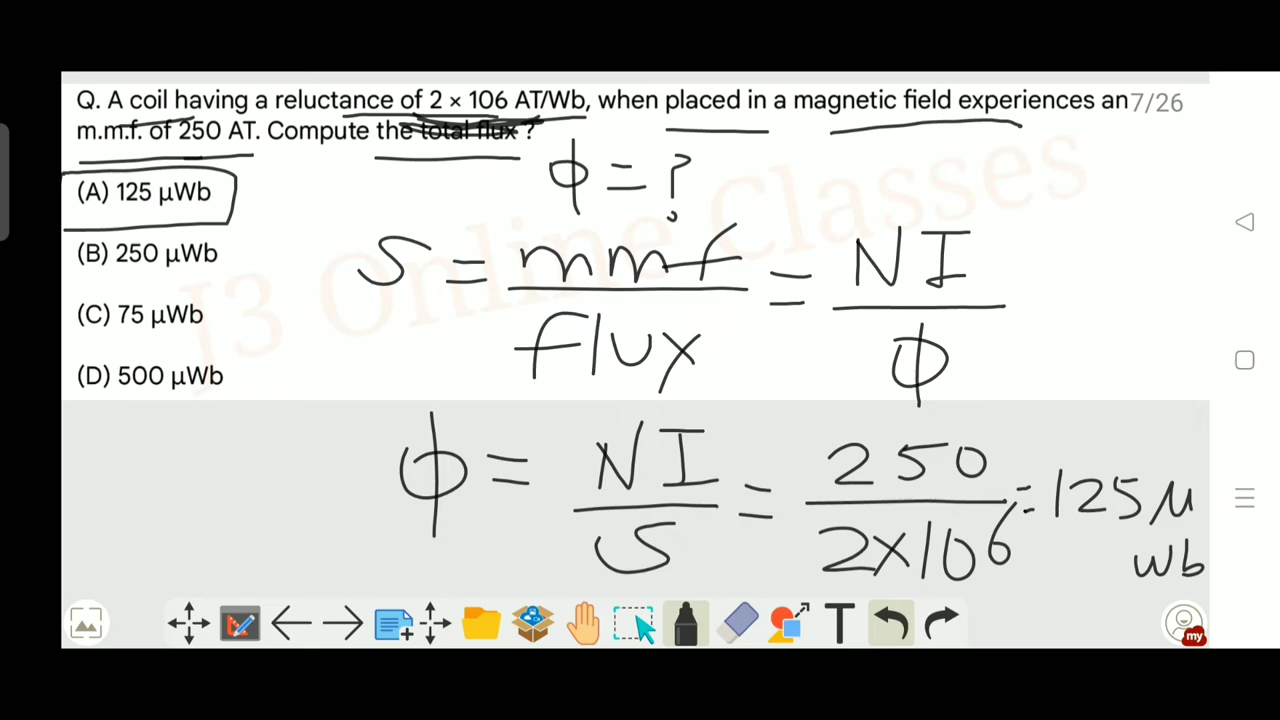 Q. A coil having a reluctance of 2 × 106 AT/Wb, when placed in a magnetic field experiences an 7/26
m.m.f. of 250 AT. Compute the total flux ?
ϕ = ?
(A) 125 μWb
S = mmf / flux = NI / ϕ
(B) 250 μWb
(C) 75 μWb
(D) 500 μWb
ϕ = NI / S = 250 / 2×106 = 125 μ
wb
J3 Online Classes
T
my